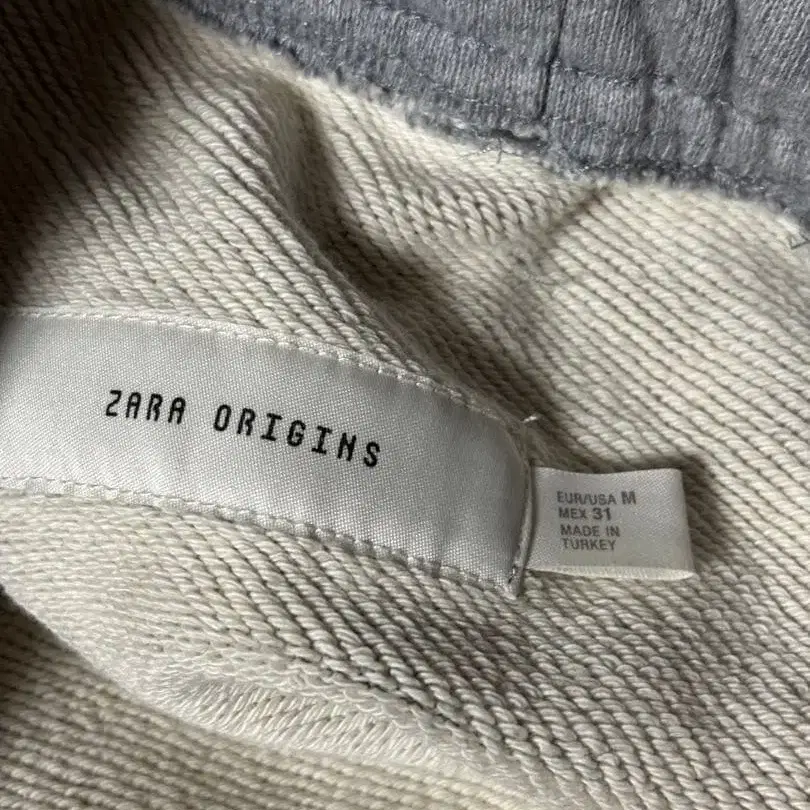 ZARA ORIGINS
EUR/USA M
MEX 31
MADE IN
TURKEY